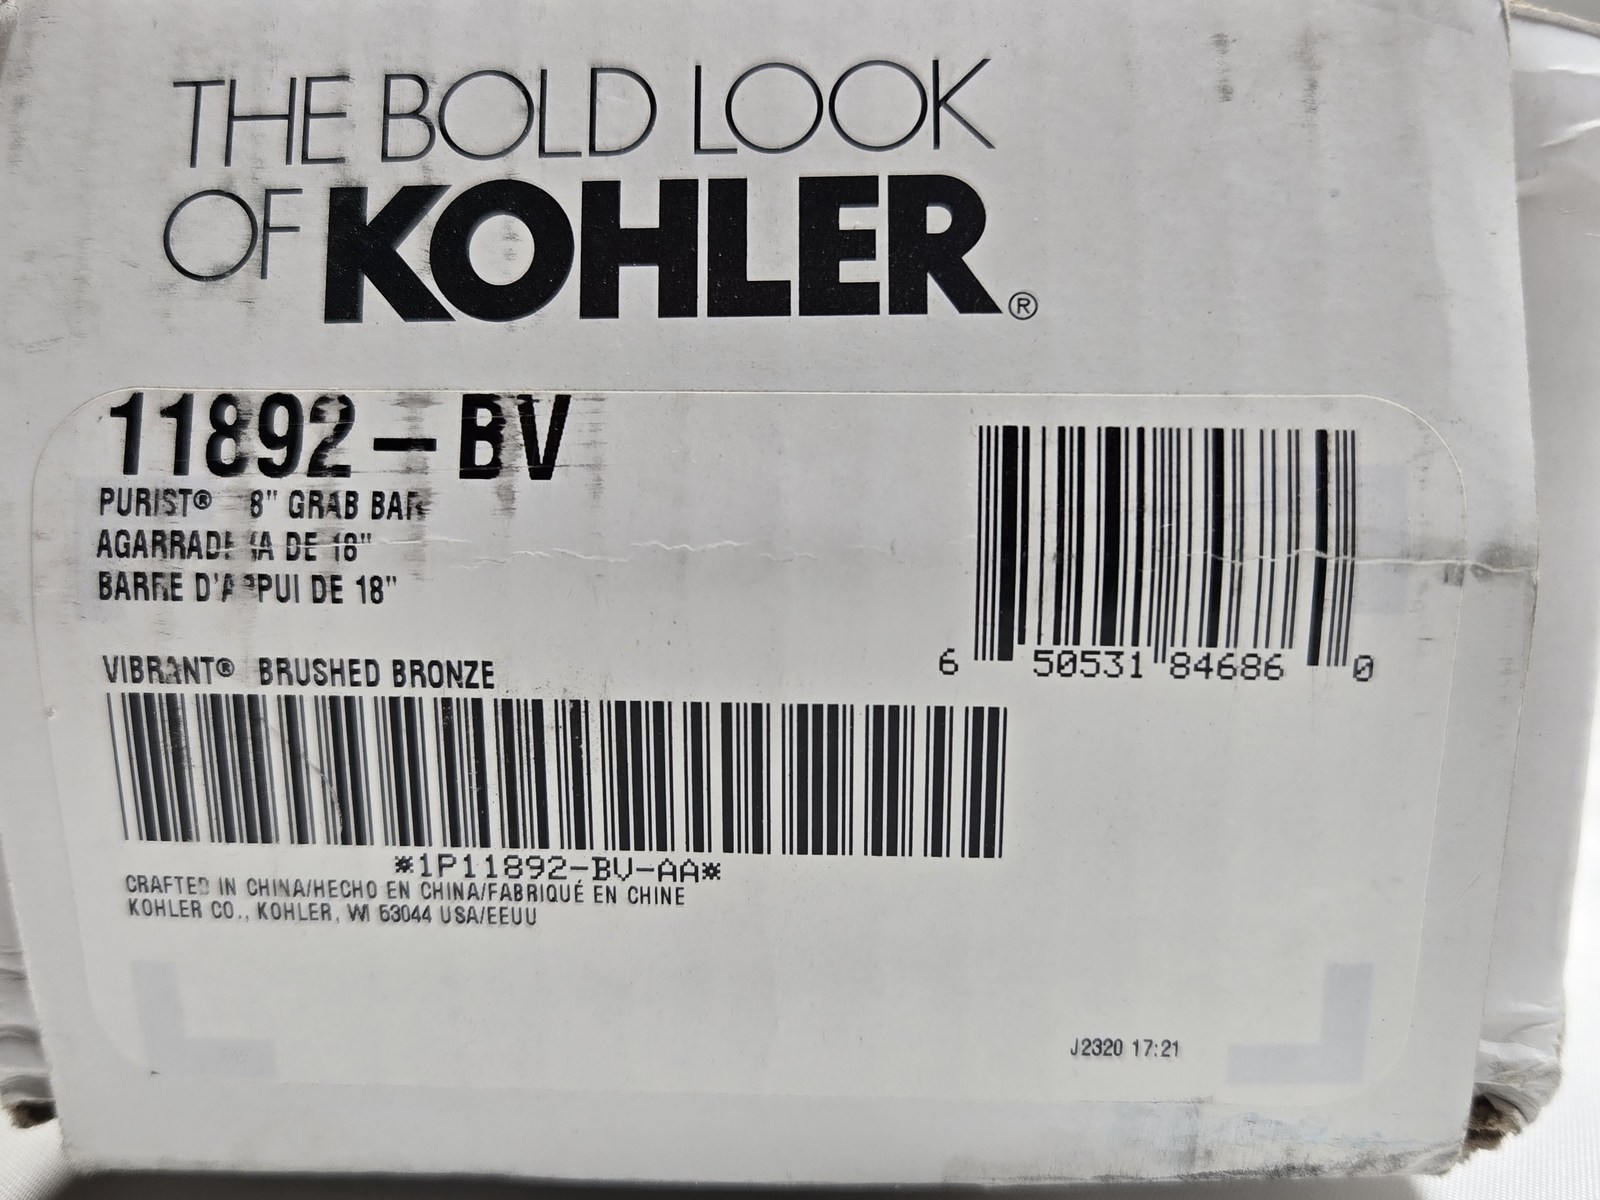 THE BOLD LOOK
OF KOHLER®
11892-BV
PURIST® 8" GRAB BAR
DE 18"
BARRE D'APPUI DE 18"
VIBRANT® BRUSHED BRONZE
6 50531 84686 0
*1P11892-BV-AA*
CRAFTED IN CHINA/HECHO EN CHINA/FABRIQUÉ EN CHINE
KOHLER CO., KOHLER, WI 53044 USA/EEUU
J2320 17:21